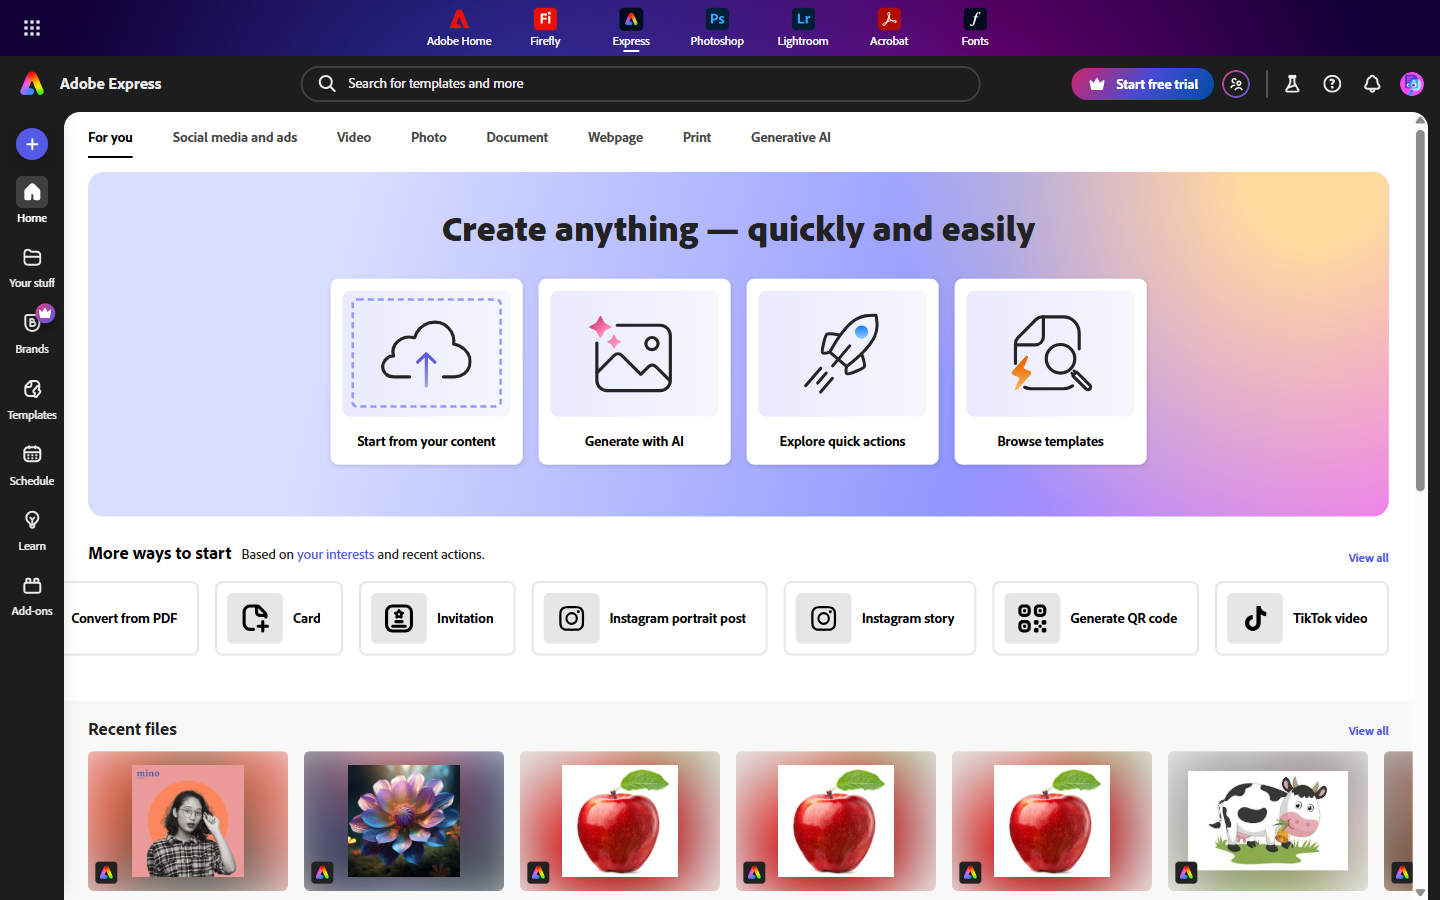 Adobe Home
Fi
Firefly
Express
Ps
Photoshop
Lr
Lightroom
Acrobat
f
Fonts
Adobe Express
Search for templates and more
Start free trial
Home
Your stuff
B
Brands
Templates
Schedule
Learn
Add-ons
For you
Social media and ads
Video
Photo
Document
Webpage
Print
Generative AI
Create anything — quickly and easily
Start from your content
Generate with AI
Explore quick actions
Browse templates
More ways to start Based on your interests and recent actions.
View all
Convert from PDF
Card
Invitation
Instagram portrait post
Instagram story
Generate QR code
TikTok video
Recent files
View all
mino